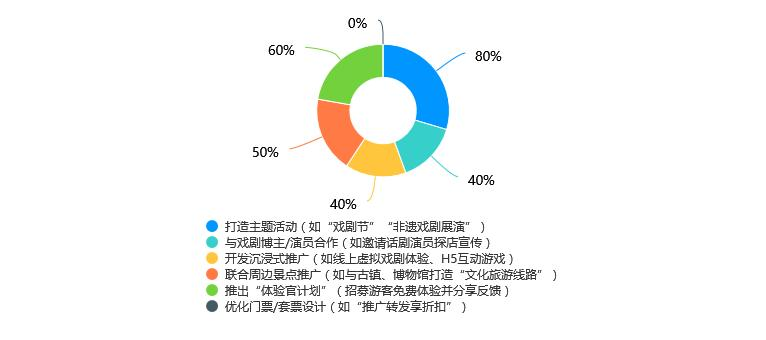 0%
60%
80%
50%
40%
40%
打造主题活动（如“戏剧节”“非遗戏剧展演”）
与戏剧博主/演员合作（如邀请话剧演员探店宣传）
开发沉浸式推广（如线上虚拟戏剧体验、H5互动游戏）
联合周边景点推广（如与古镇、博物馆打造“文化旅游线路”）
推出“体验官计划”（招募游客免费体验并分享反馈）
优化门票/套票设计（如“推广转发享折扣”）